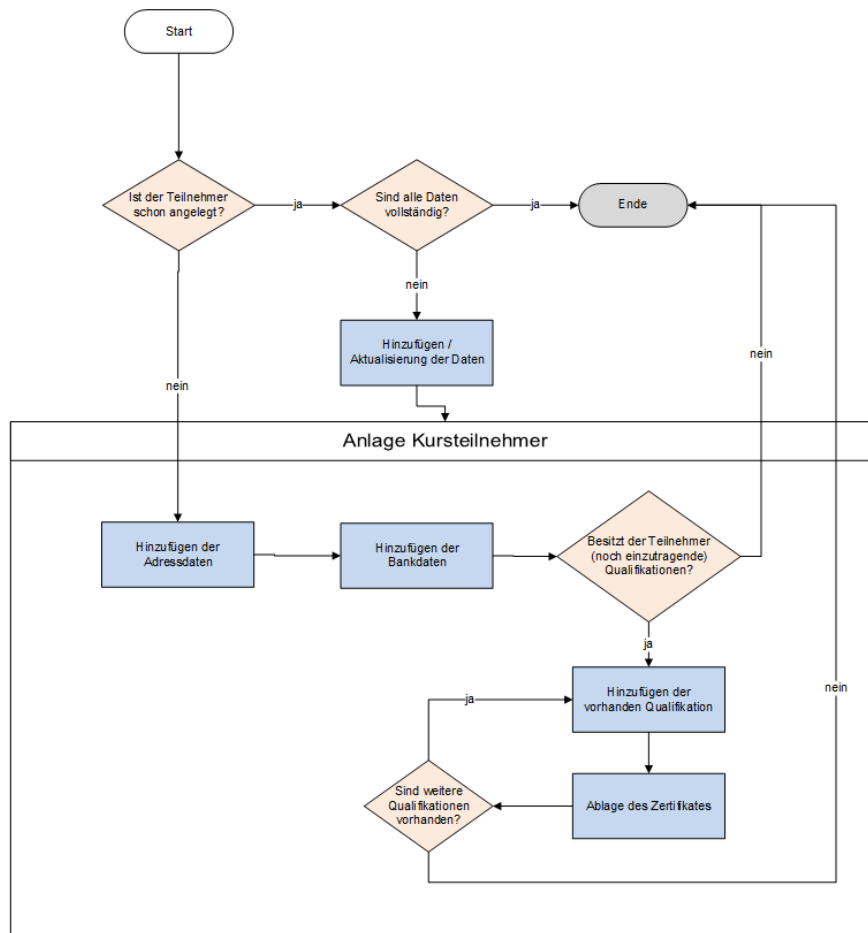 Start
Ist der Teilnehmer
schon angelegt?
ja
Sind alle Daten
vollständig?
ja
Ende
nein
Hinzufügen /
Aktualisierung der Daten
nein
nein
Anlage Kursteilnehmer
Hinzufügen der
Adressdaten
Hinzufügen der
Bankdaten
Besitzt der Teilnehmer
(noch einzutragende)
Qualifikationen?
ja
Hinzufügen der
vorhanden Qualifikation
ja
nein
Sind weitere
Qualifikationen
vorhanden?
Ablage des Zertifikates